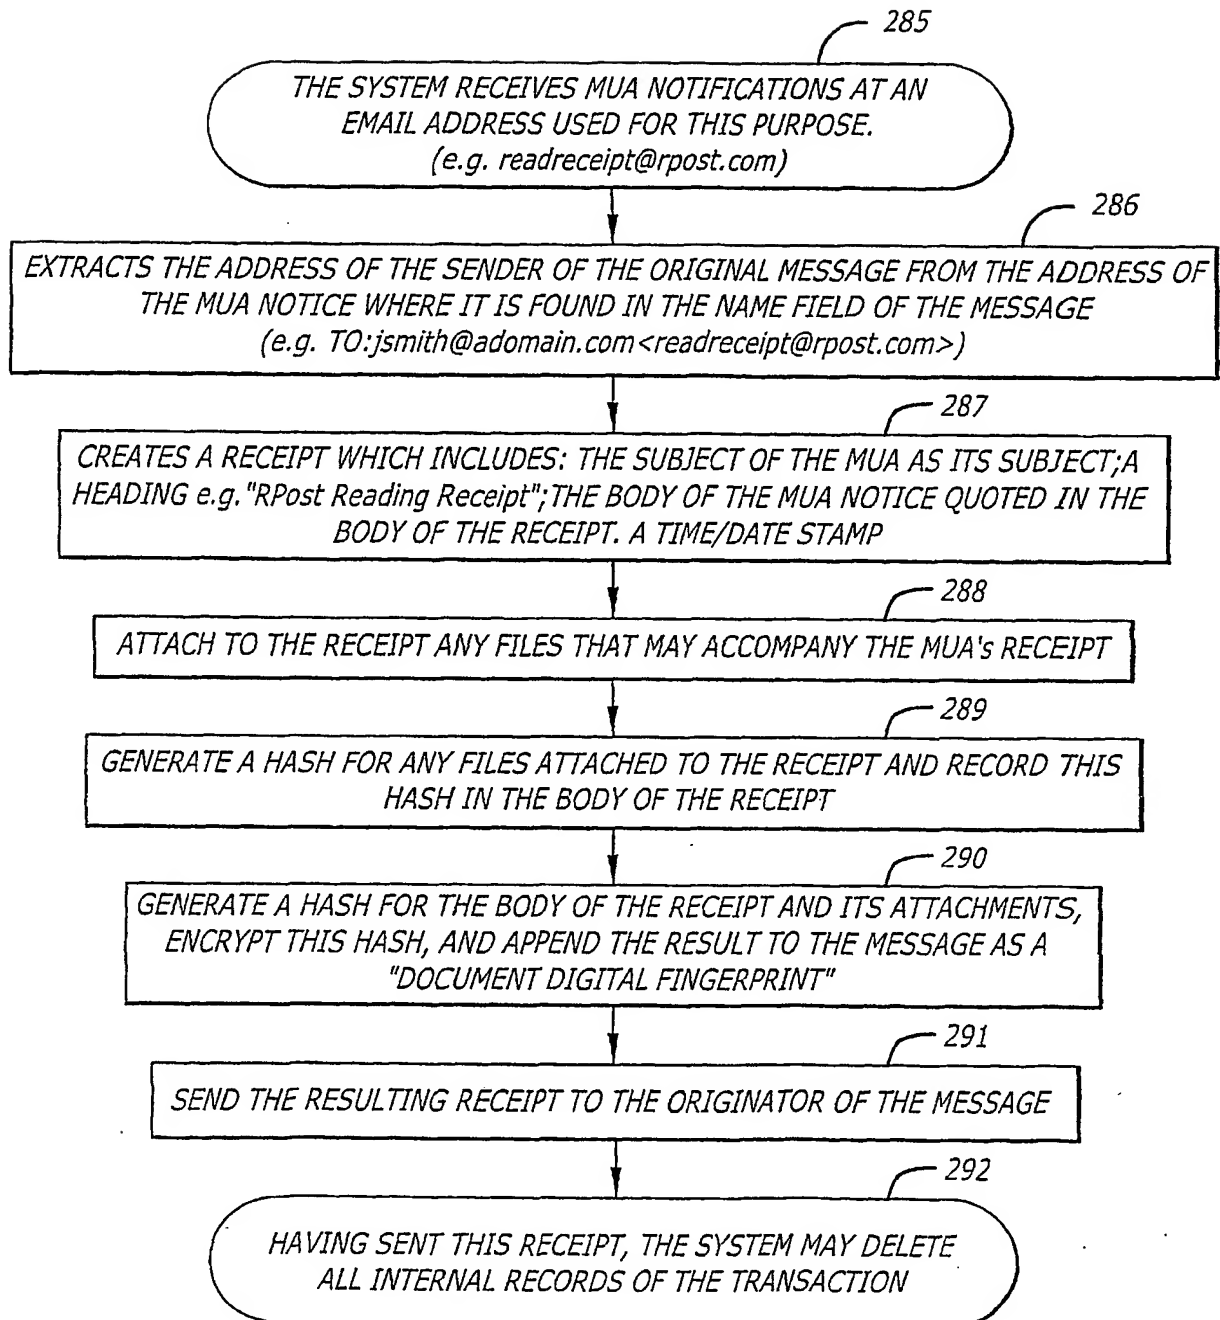 285
THE SYSTEM RECEIVES MUA NOTIFICATIONS AT AN
EMAIL ADDRESS USED FOR THIS PURPOSE.
(e.g. readreceipt@rpost.com)
286
EXTRACTS THE ADDRESS OF THE SENDER OF THE ORIGINAL MESSAGE FROM THE ADDRESS OF
THE MUA NOTICE WHERE IT IS FOUND IN THE NAME FIELD OF THE MESSAGE
(e.g. TO:jsmith@adomain.com<readreceipt@rpost.com>)
287
CREATES A RECEIPT WHICH INCLUDES: THE SUBJECT OF THE MUA AS ITS SUBJECT;A
HEADING e.g."RPost Reading Receipt";THE BODY OF THE MUA NOTICE QUOTED IN THE
BODY OF THE RECEIPT. A TIME/DATE STAMP
288
ATTACH TO THE RECEIPT ANY FILES THAT MAY ACCOMPANY THE MUA's RECEIPT
289
GENERATE A HASH FOR ANY FILES ATTACHED TO THE RECEIPT AND RECORD THIS
HASH IN THE BODY OF THE RECEIPT
290
GENERATE A HASH FOR THE BODY OF THE RECEIPT AND ITS ATTACHMENTS,
ENCRYPT THIS HASH, AND APPEND THE RESULT TO THE MESSAGE AS A
"DOCUMENT DIGITAL FINGERPRINT"
291
SEND THE RESULTING RECEIPT TO THE ORIGINATOR OF THE MESSAGE
292
HAVING SENT THIS RECEIPT, THE SYSTEM MAY DELETE
ALL INTERNAL RECORDS OF THE TRANSACTION